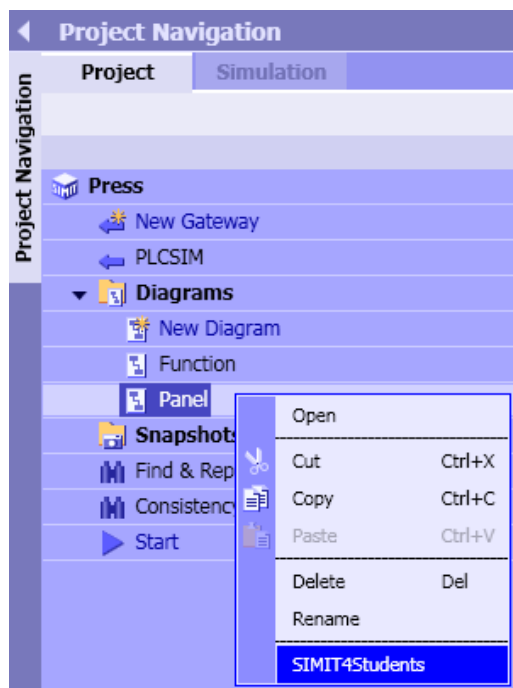 Project Navigation
Project Navigation
Project Simulation
Press
New Gateway
PLCSIM
Diagrams
New Diagram
Function
Panel
Open
Snapshots
Cut Ctrl+X
Find & Rep
Copy Ctrl+C
Consistency
Paste Ctrl+V
Start
Delete Del
Rename
SIMIT4Students